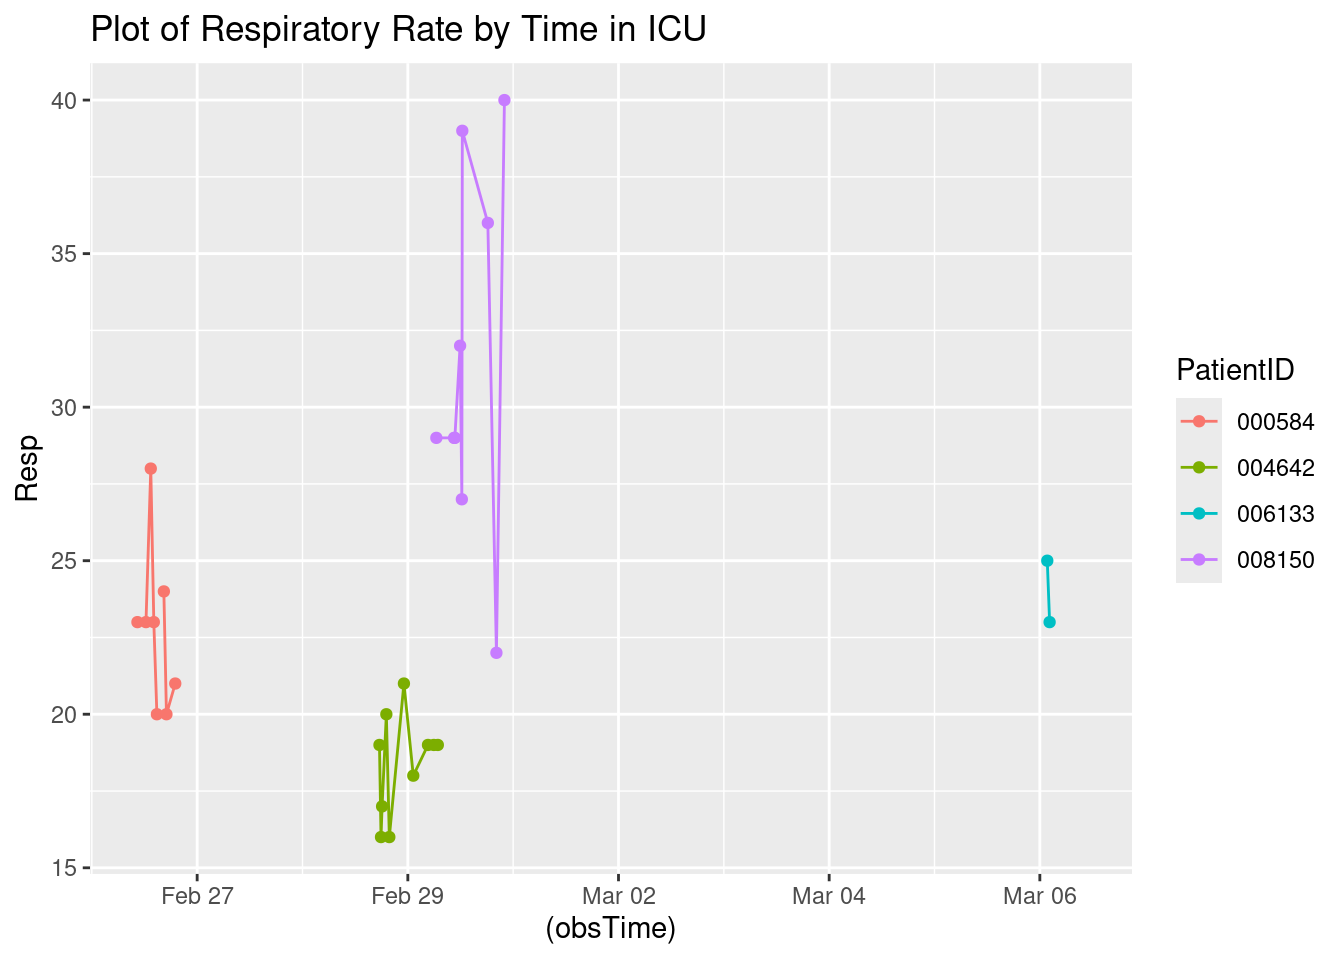 Plot of Respiratory Rate by Time in ICU
40
35
30
25
20
15
Resp
Feb 27
Feb 29
Mar 02
Mar 04
Mar 06
(obsTime)
PatientID
000584
004642
006133
008150